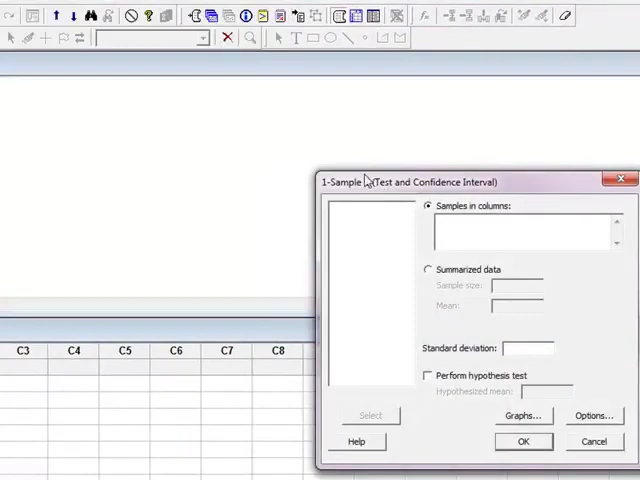 1-Sample (Test and Confidence Interval)
Samples in columns:
Summarized data
Sample size:
Mean:
Standard deviation:
Perform hypothesis test
Hypothesized mean:
Select
Graphs...
Options...
Help
OK
Cancel
C3 C4 C5 C6 C7 C8